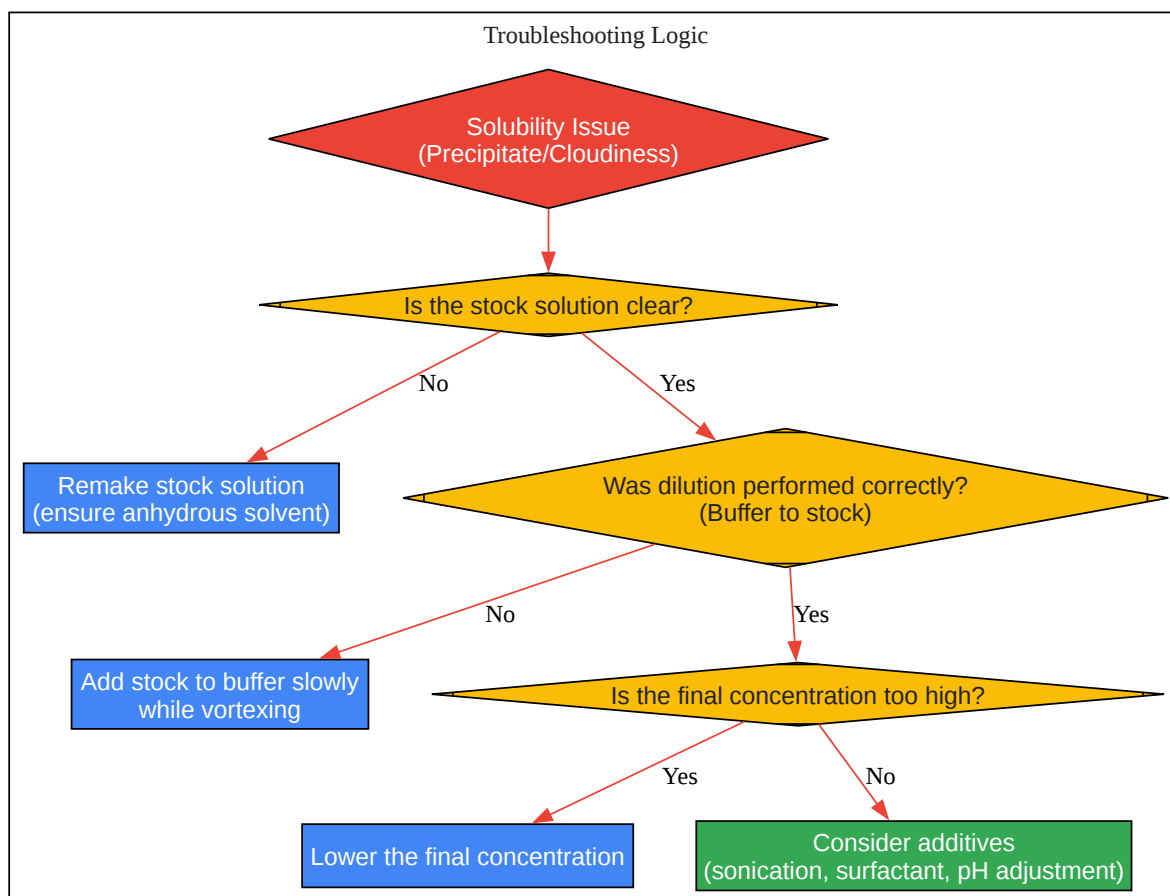 Troubleshooting Logic
Solubility Issue
(Precipitate/Cloudiness)
Is the stock solution clear?
No
Yes
Remake stock solution
(ensure anhydrous solvent)
Was dilution performed correctly?
(Buffer to stock)
No
Yes
Add stock to buffer slowly
while vortexing
Is the final concentration too high?
Yes
No
Lower the final concentration
Consider additives
(sonication, surfactant, pH adjustment)